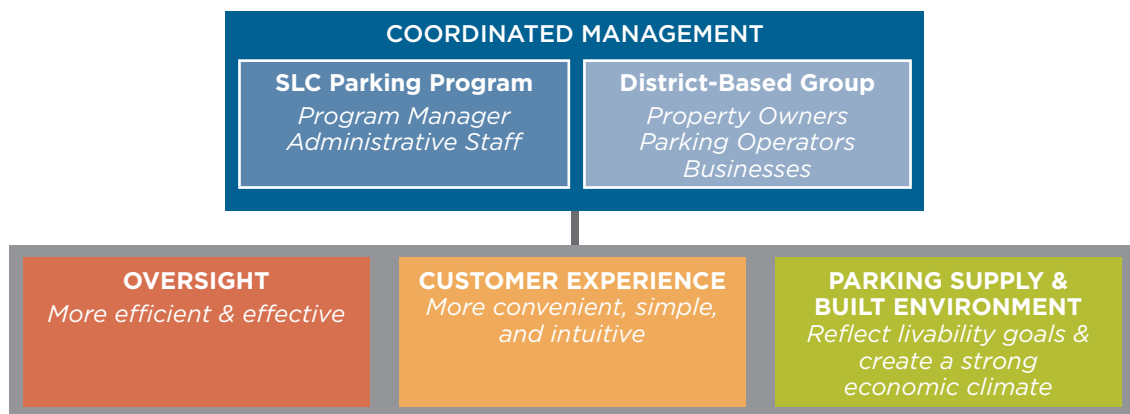 COORDINATED MANAGEMENT
SLC Parking Program
Program Manager
Administrative Staff
District-Based Group
Property Owners
Parking Operators
Businesses
OVERSIGHT
More efficient & effective
CUSTOMER EXPERIENCE
More convenient, simple,
and intuitive
PARKING SUPPLY &
BUILT ENVIRONMENT
Reflect livability goals &
create a strong
economic climate